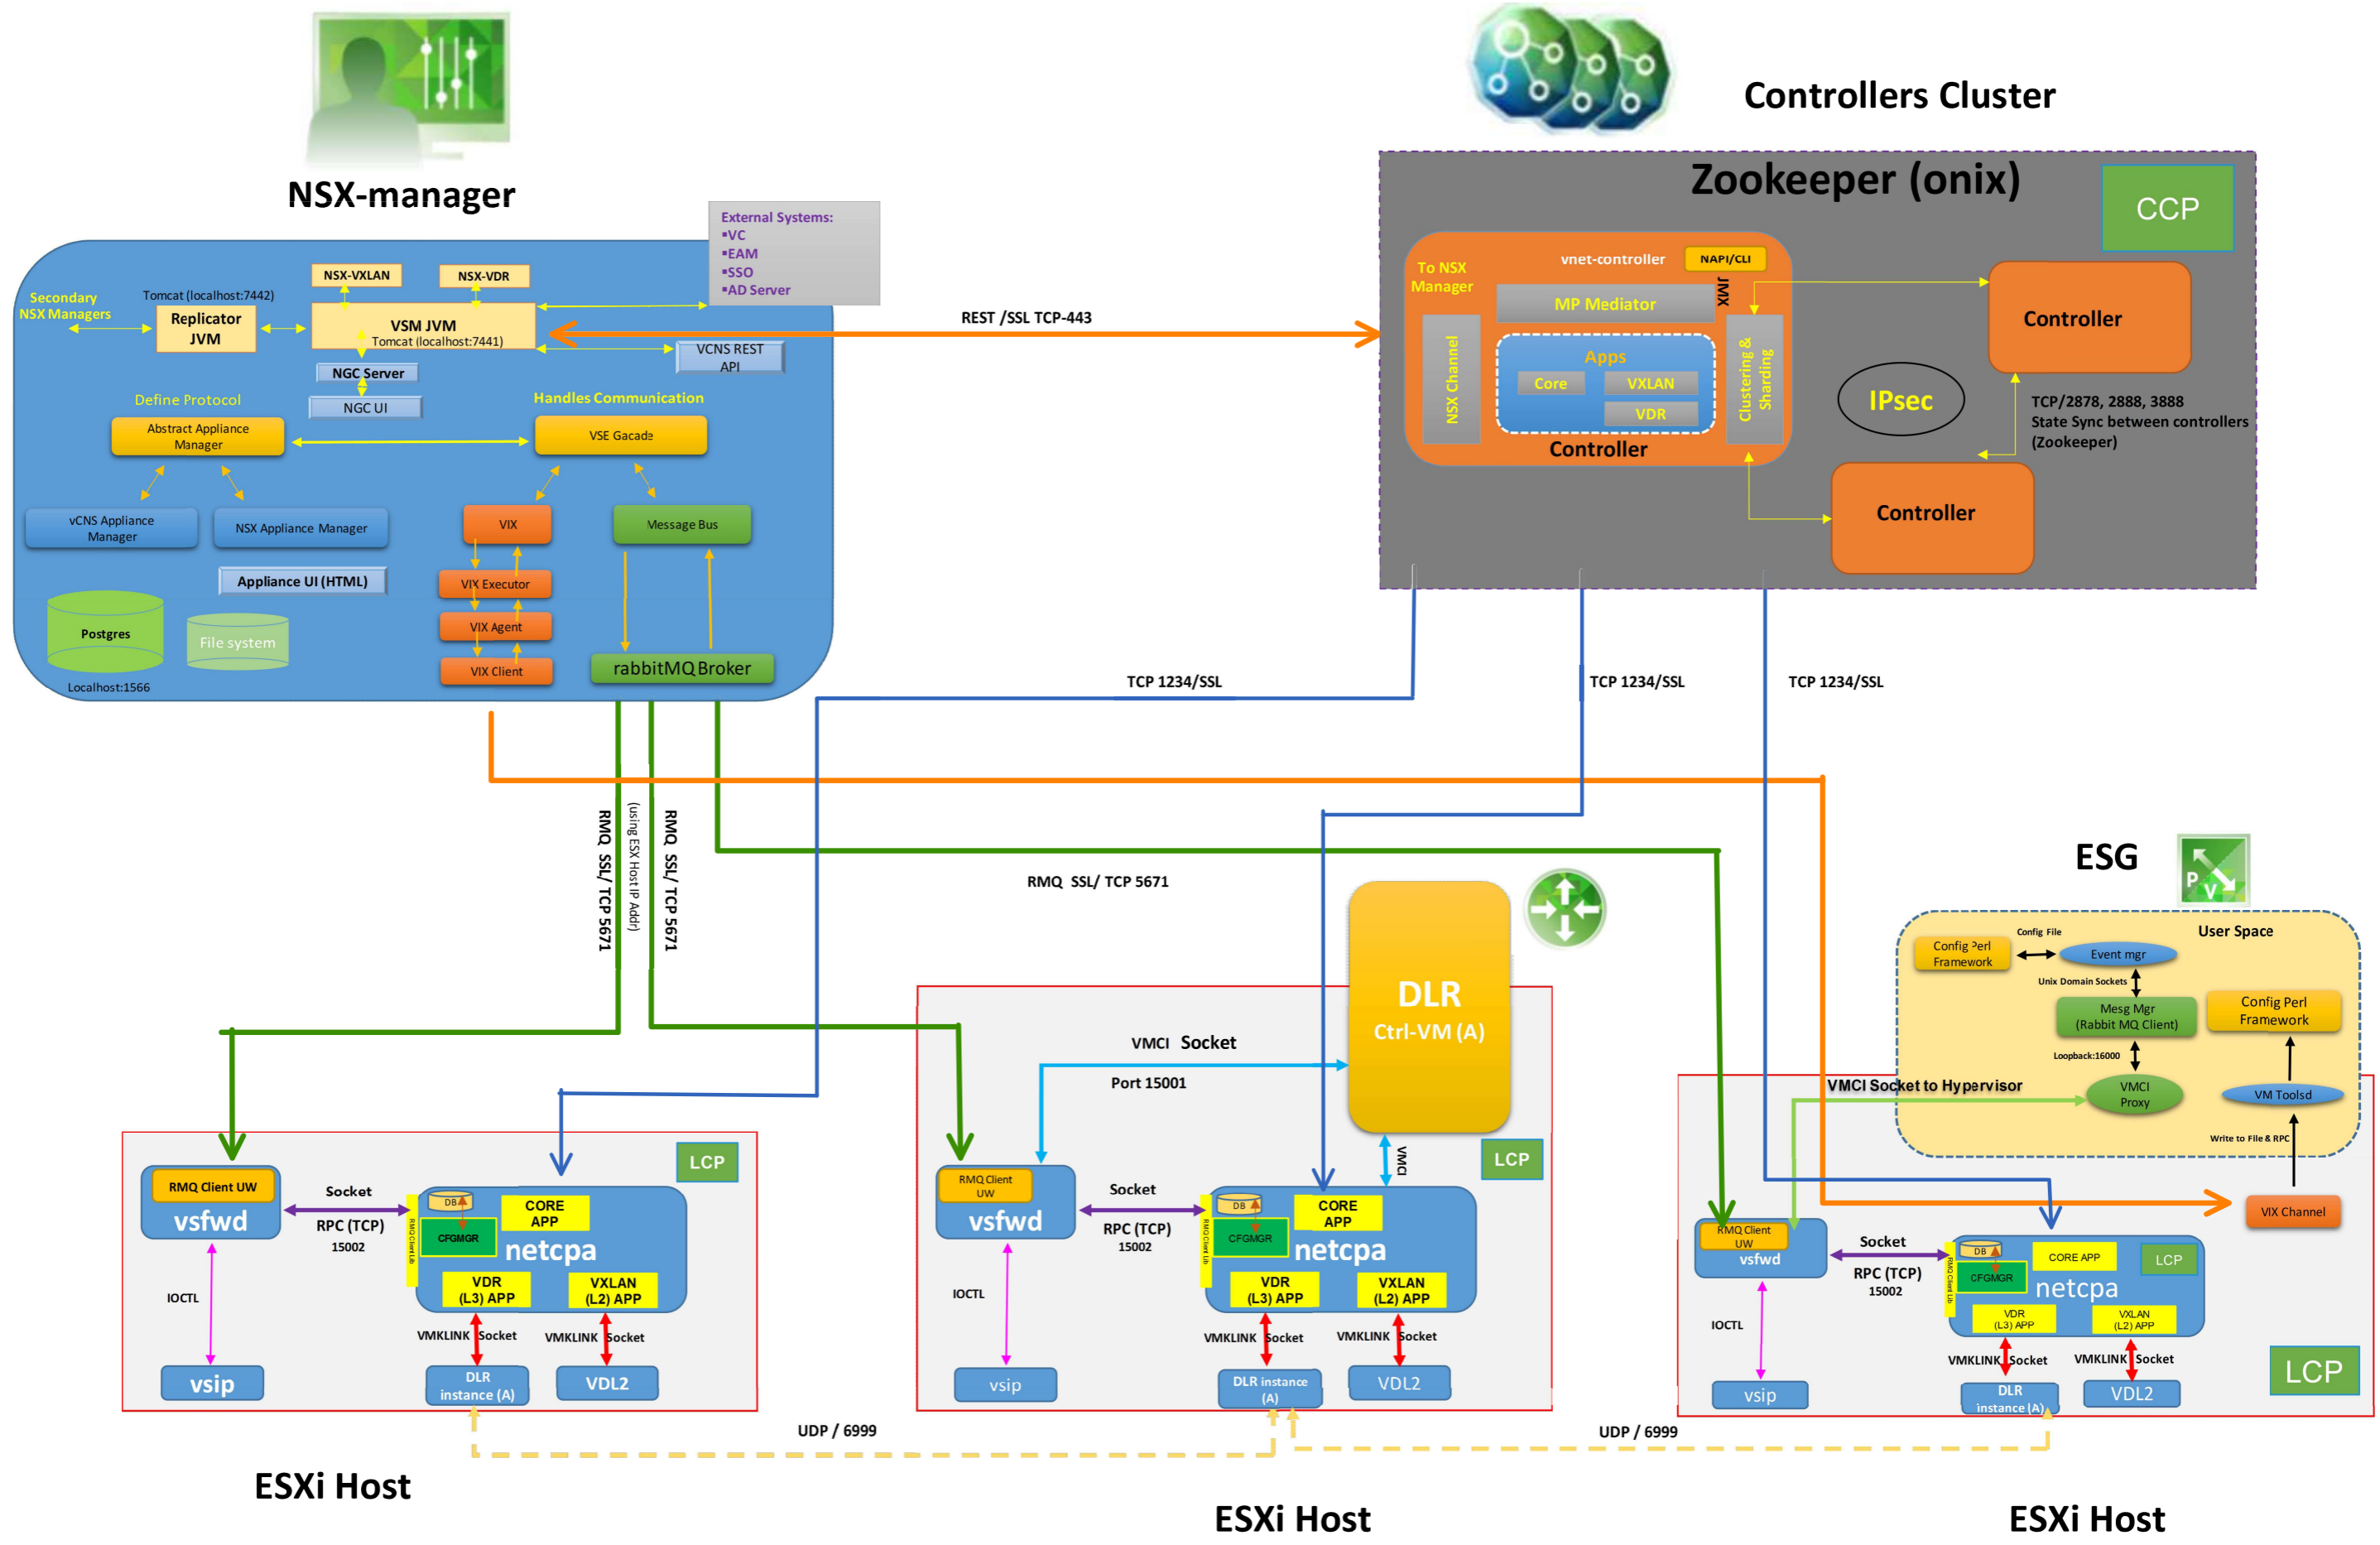 NSX-manager
Controllers Cluster
External Systems:
▪VC
▪EAM
▪SSO
▪AD Server
NSX-VXLAN
NSX-VDR
Secondary
NSX Managers
Tomcat (localhost:7442)
Replicator
JVM
VSM JVM
Tomcat (localhost:7441)
NGC Server
NGC UI
VCNS REST
API
Define Protocol
Abstract Appliance
Manager
Handles Communication
VSE Gacade
vCNS Appliance
Manager
NSX Appliance Manager
Appliance UI (HTML)
Postgres
File system
Localhost:1566
VIX
VIX Executor
VIX Agent
VIX Client
Message Bus
rabbitMQ Broker
REST /SSL TCP-443
Zookeeper (onix)
CCP
To NSX
Manager
vnet-controller
NAPI/CLI
JMX
MP Mediator
NSX Channel
Apps
Core
VXLAN
VDR
Clustering &
Sharding
Controller
Controller
IPsec
TCP/2878, 2888, 3888
State Sync between controllers
(Zookeeper)
Controller
TCP 1234/SSL
TCP 1234/SSL
TCP 1234/SSL
RMQ SSL/ TCP 5671
(using ESX Host IP Addr)
RMQ SSL/ TCP 5671
RMQ SSL/ TCP 5671
LCP
RMQ Client UW
vsfwd
Socket
RPC (TCP)
15002
RMQ Client Lib
DB
CFGMGR
CORE
APP
netcpa
VDR
(L3) APP
VXLAN
(L2) APP
IOCTL
VMKLINK Socket
VMKLINK Socket
vsip
DLR
instance (A)
VDL2
ESXi Host
DLR
Ctrl-VM (A)
VMCI Socket
Port 15001
VMCI
LCP
RMQ Client
UW
vsfwd
Socket
RPC (TCP)
15002
RMQ Client Lib
DB
CFGMGR
CORE
APP
netcpa
VDR
(L3) APP
VXLAN
(L2) APP
IOCTL
VMKLINK Socket
VMKLINK Socket
vsip
DLR instance
(A)
VDL2
UDP / 6999
ESXi Host
ESG
P
V
User Space
Config Perl
Framework
Config File
Event mgr
Unix Domain Sockets
Mesg Mgr
(Rabbit MQ Client)
Config Perl
Framework
Loopback:16000
VMCI
Proxy
VM Toolsd
Write to File & RPC
VIX Channel
VMCI Socket to Hypervisor
RMQ Client
UW
vsfwd
Socket
RPC (TCP)
15002
RMQ Client Lib
DB
CFGMGR
CORE APP
LCP
netcpa
VDR
(L3) APP
VXLAN
(L2) APP
IOCTL
VMKLINK Socket
VMKLINK Socket
LCP
vsip
DLR
instance (A)
VDL2
UDP / 6999
ESXi Host